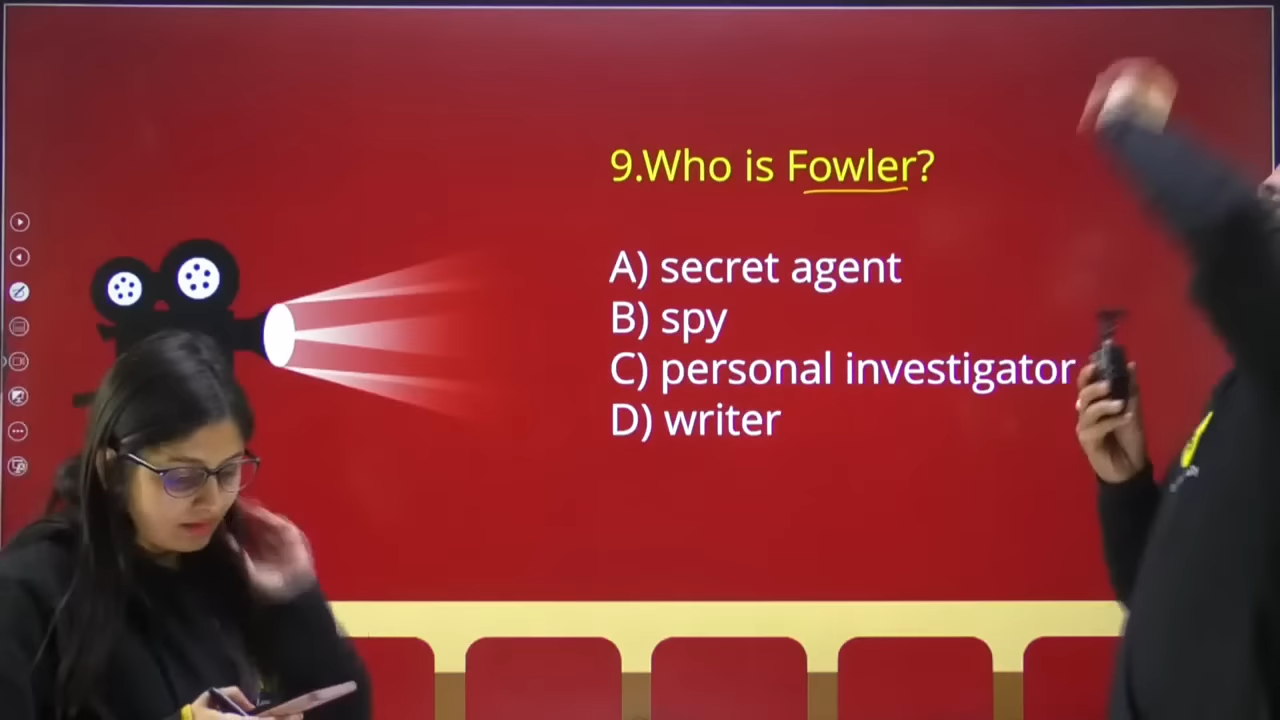 9.Who is Fowler?
A) secret agent
B) spy
C) personal investigator
D) writer